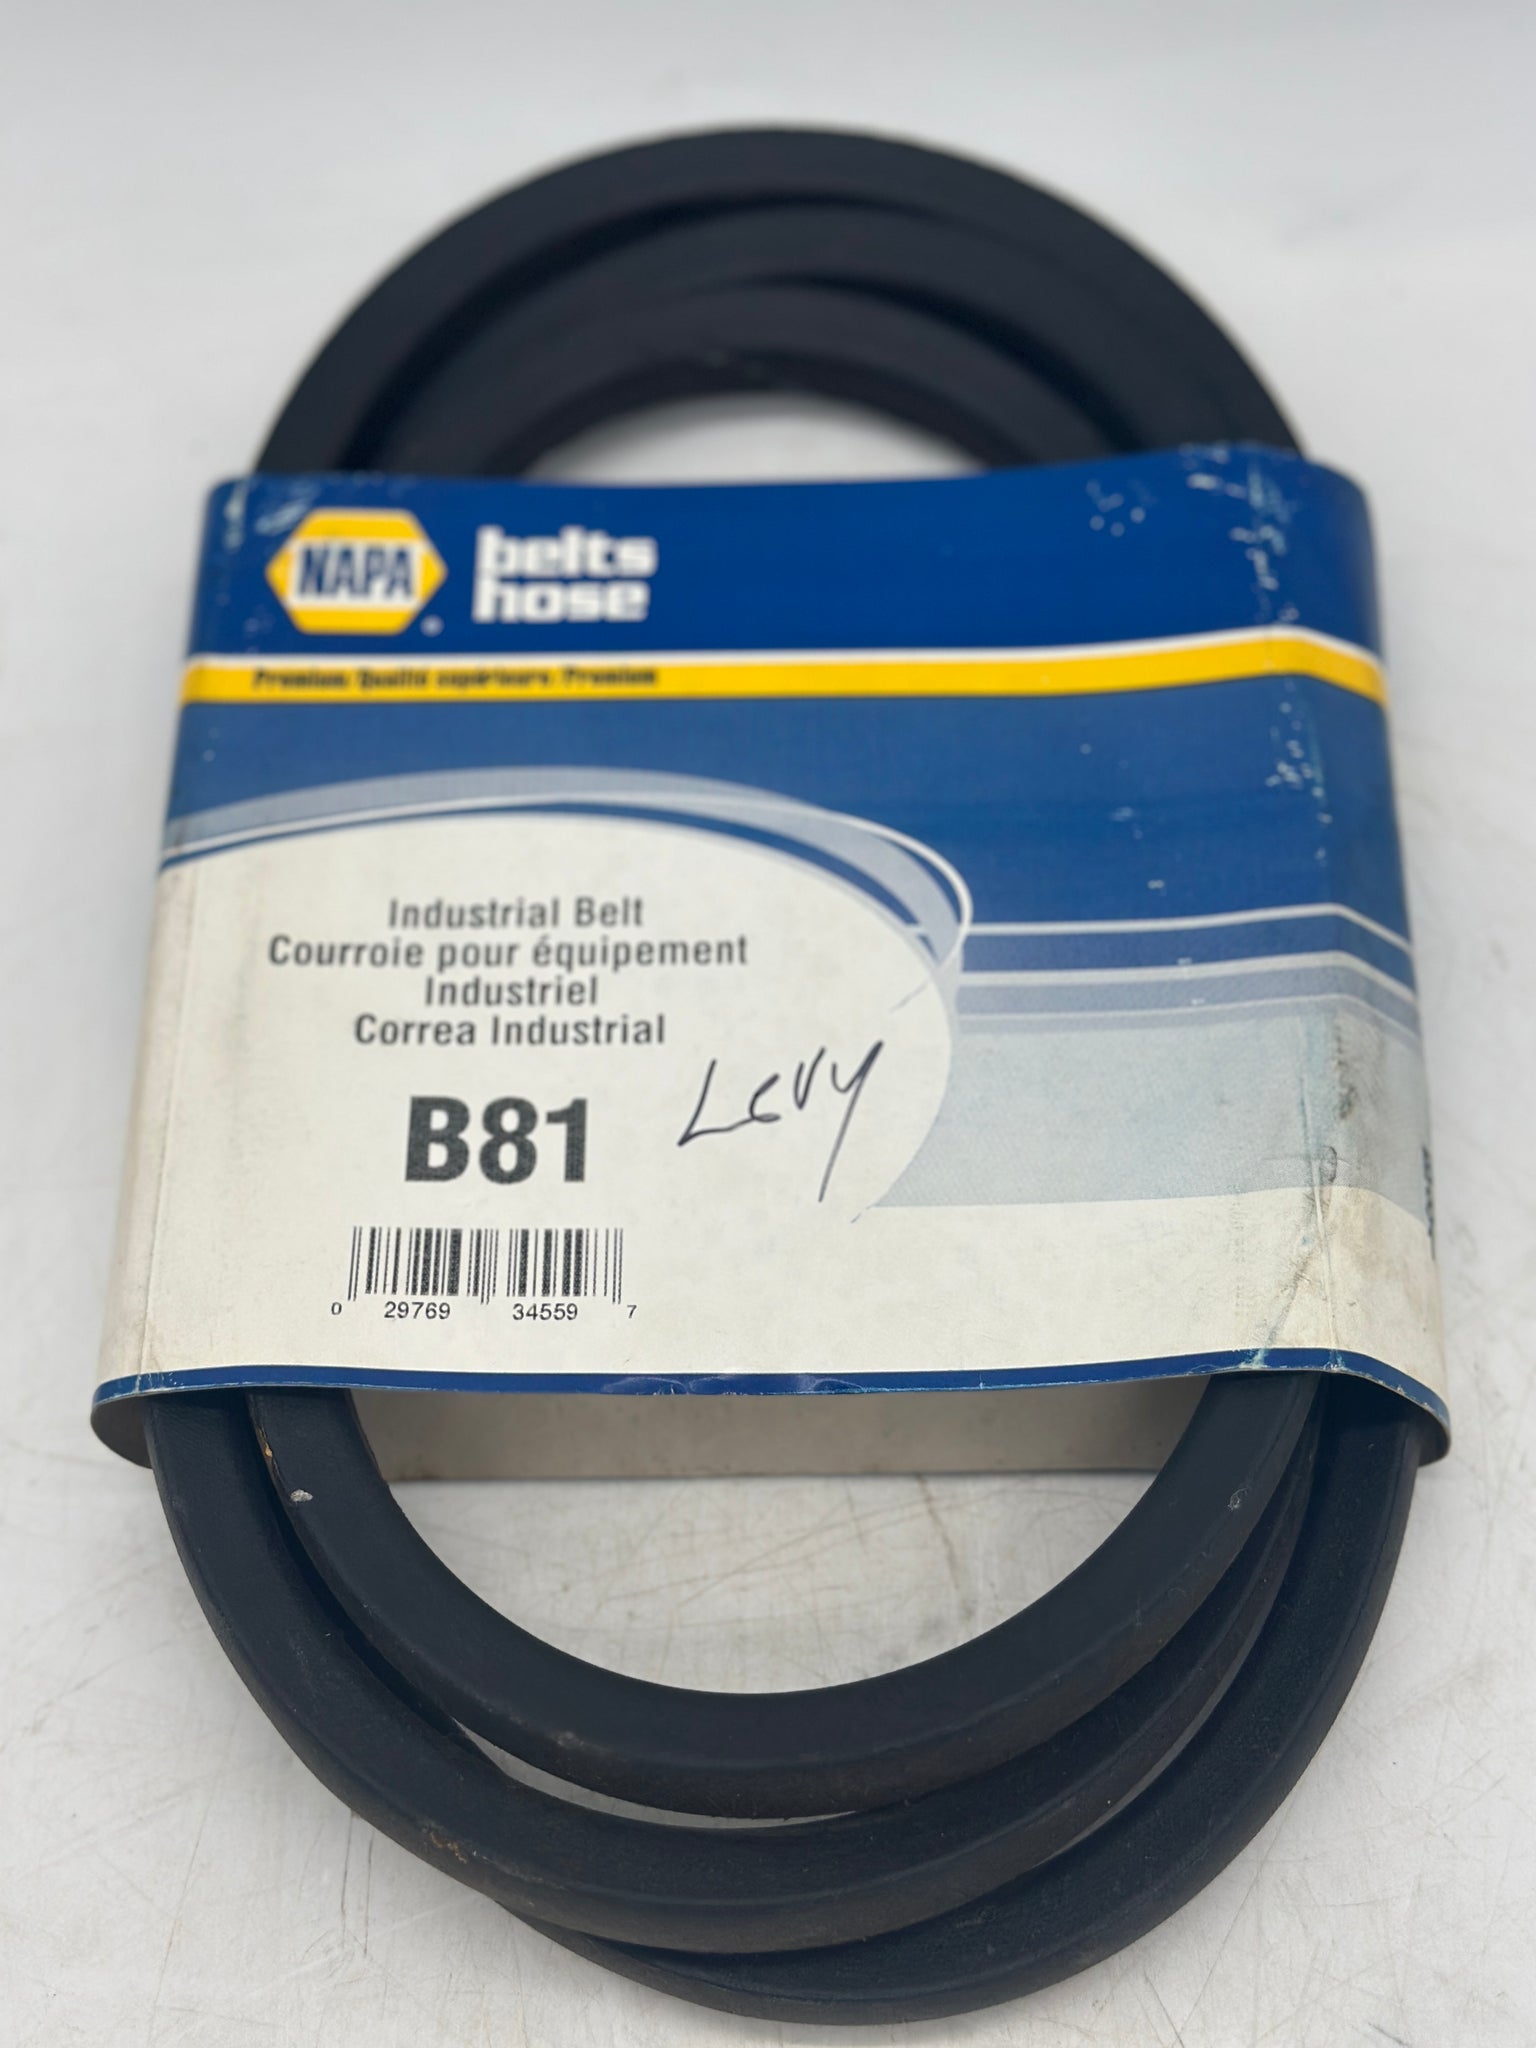 NAPA
belts
hose
Premium/Qualité supérieure/Premium
Industrial Belt
Courroie pour équipement
Industriel
Correa Industrial
B81
Levy
0 29769 34559 7